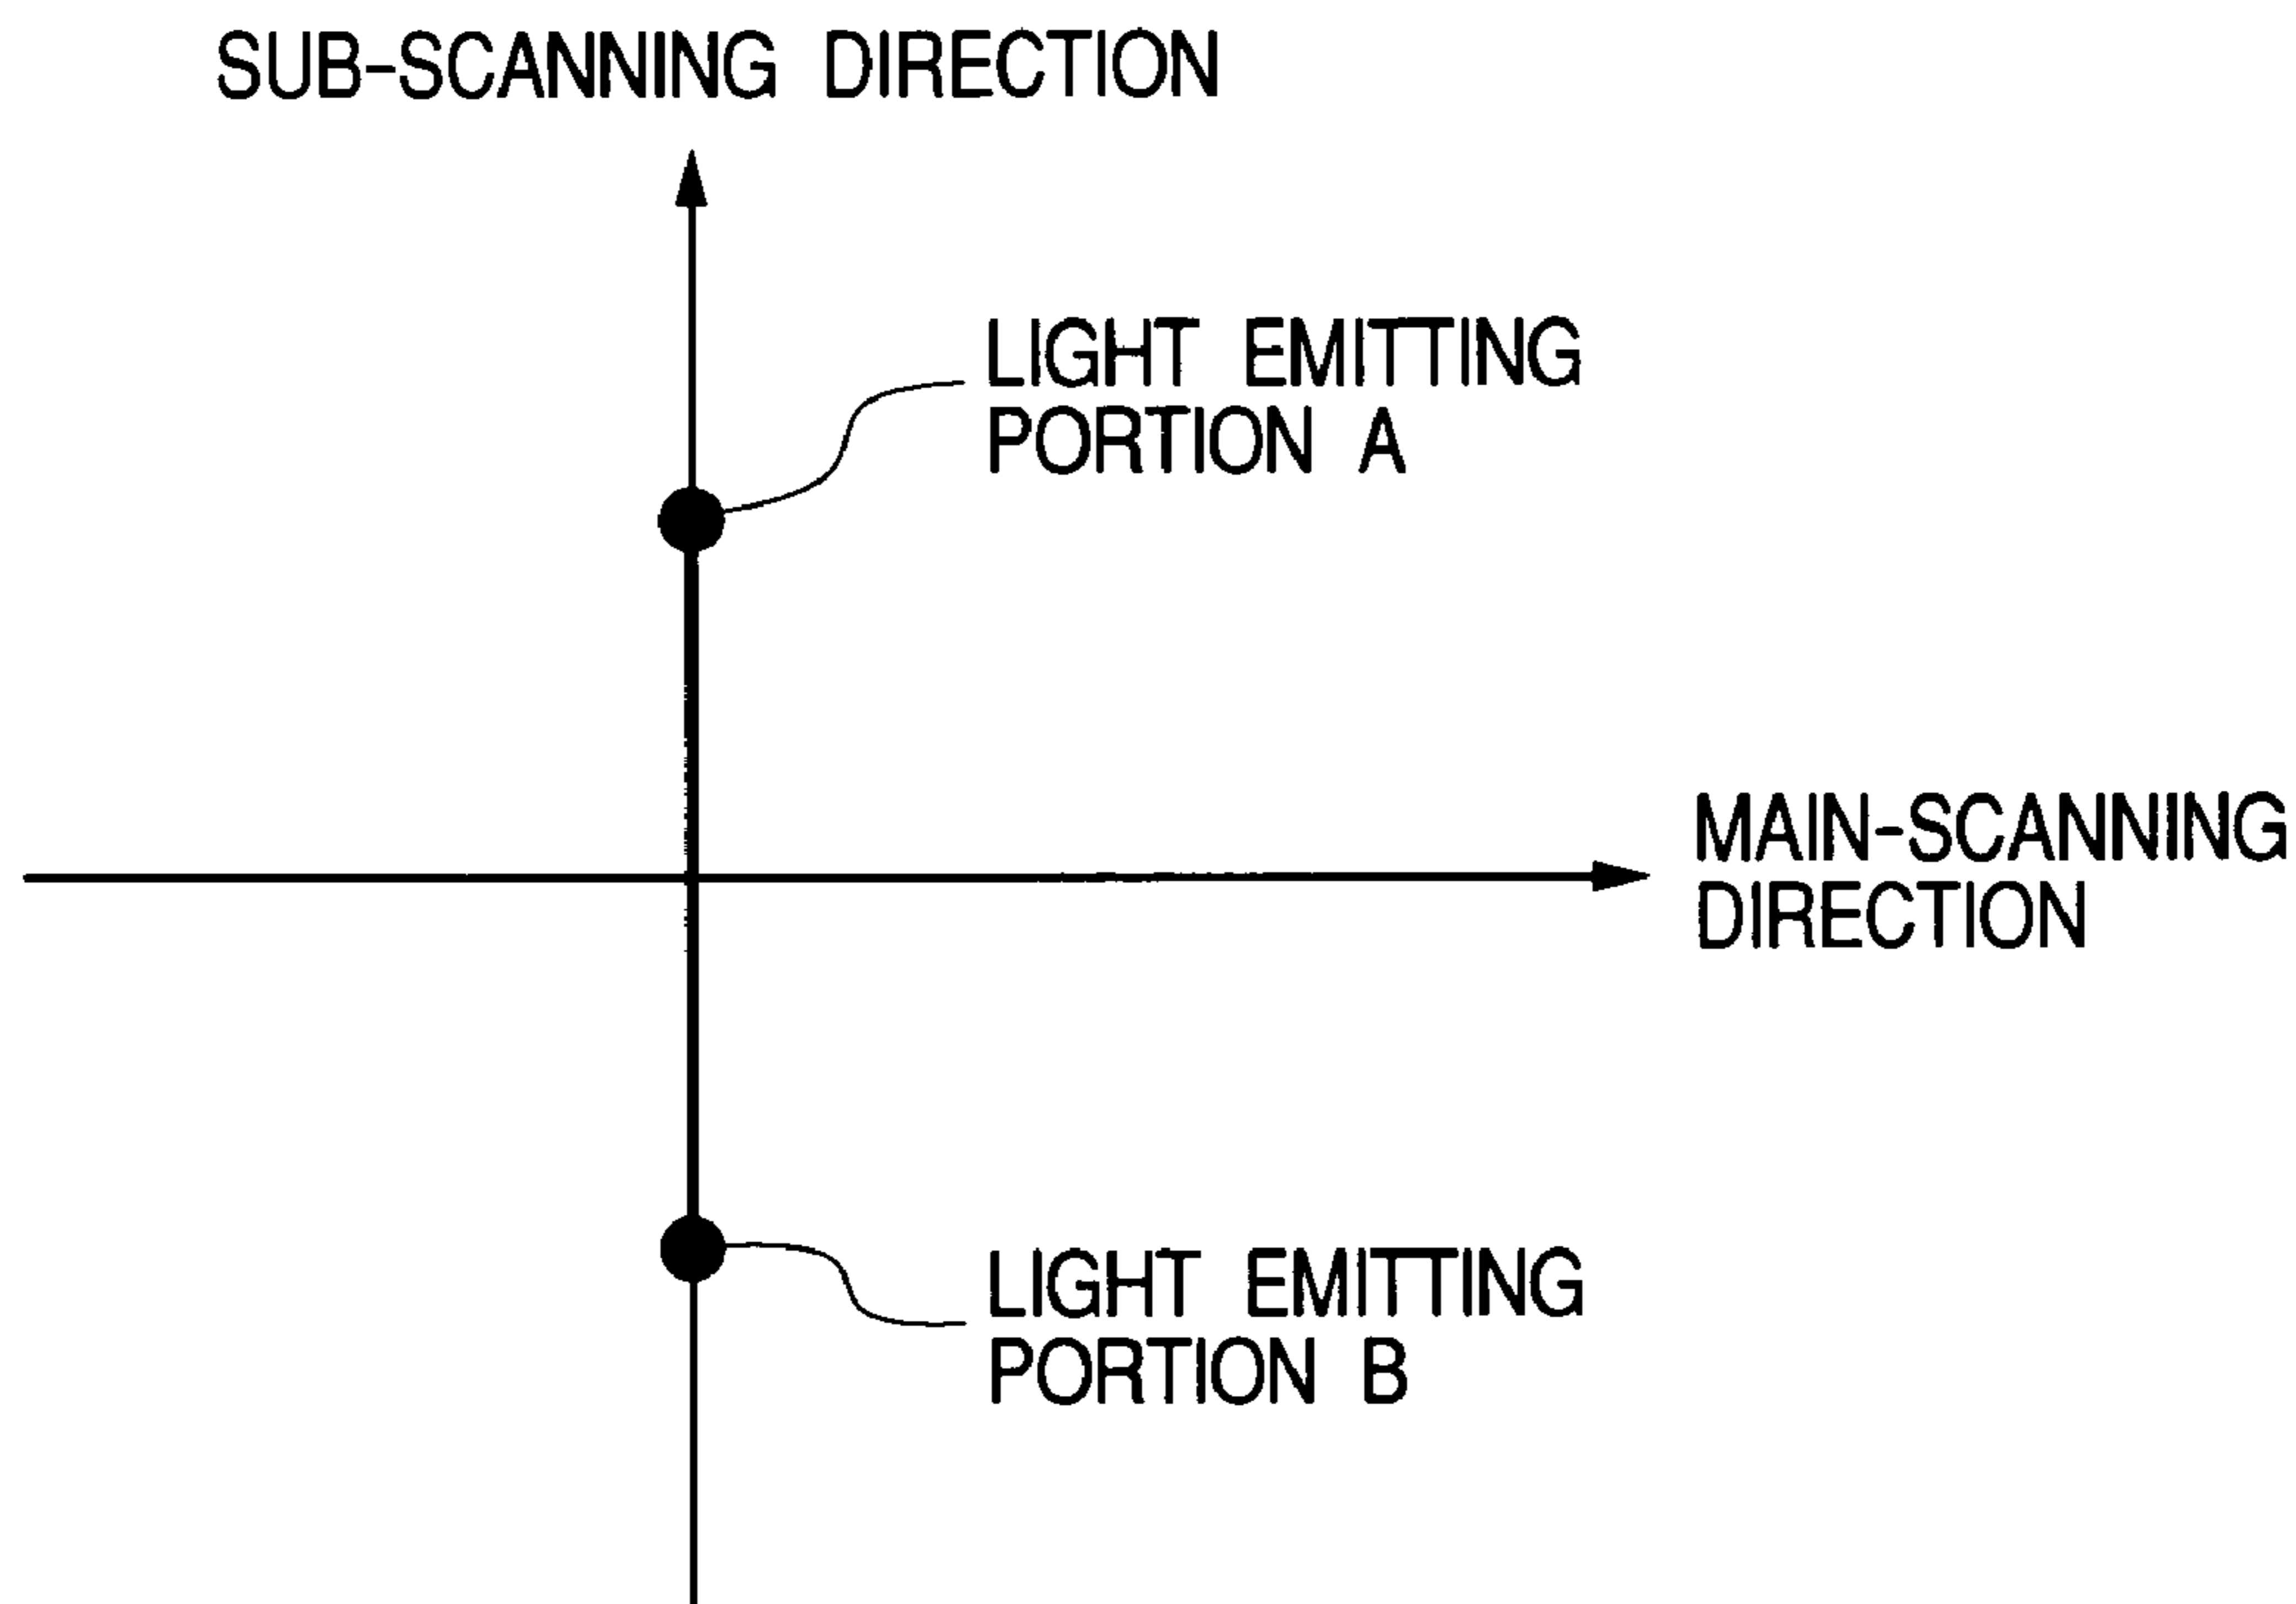 SUB-SCANNING DIRECTION
LIGHT EMITTING
PORTION A
MAIN-SCANNING
DIRECTION
LIGHT EMITTING
PORTION B